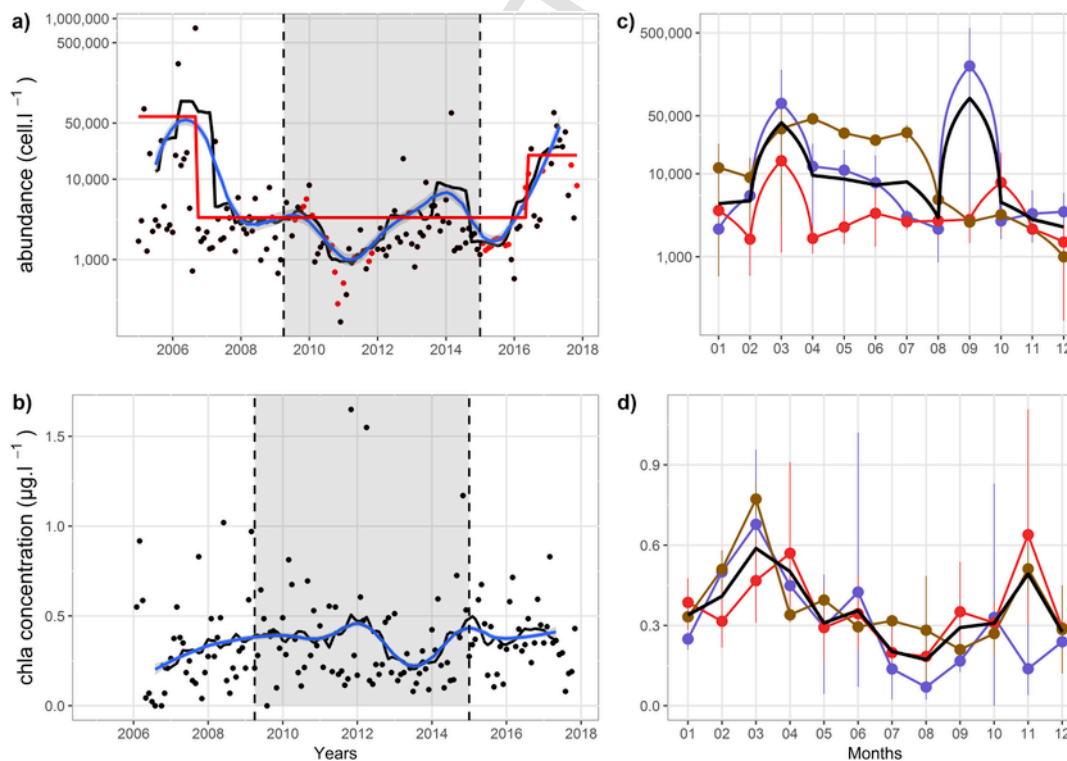 a)
abundance (cell.l ⁻¹ )
1,000,000
500,000
50,000
10,000
1,000
2006 2008 2010 2012 2014 2016 2018
c)
500,000
50,000
10,000
1,000
01 02 03 04 05 06 07 08 09 10 11 12
b)
chla concentration (µg.l ⁻¹ )
1.5
1.0
0.5
0.0
2006 2008 2010 2012 2014 2016 2018
Years
d)
0.9
0.6
0.3
0.0
01 02 03 04 05 06 07 08 09 10 11 12
Months